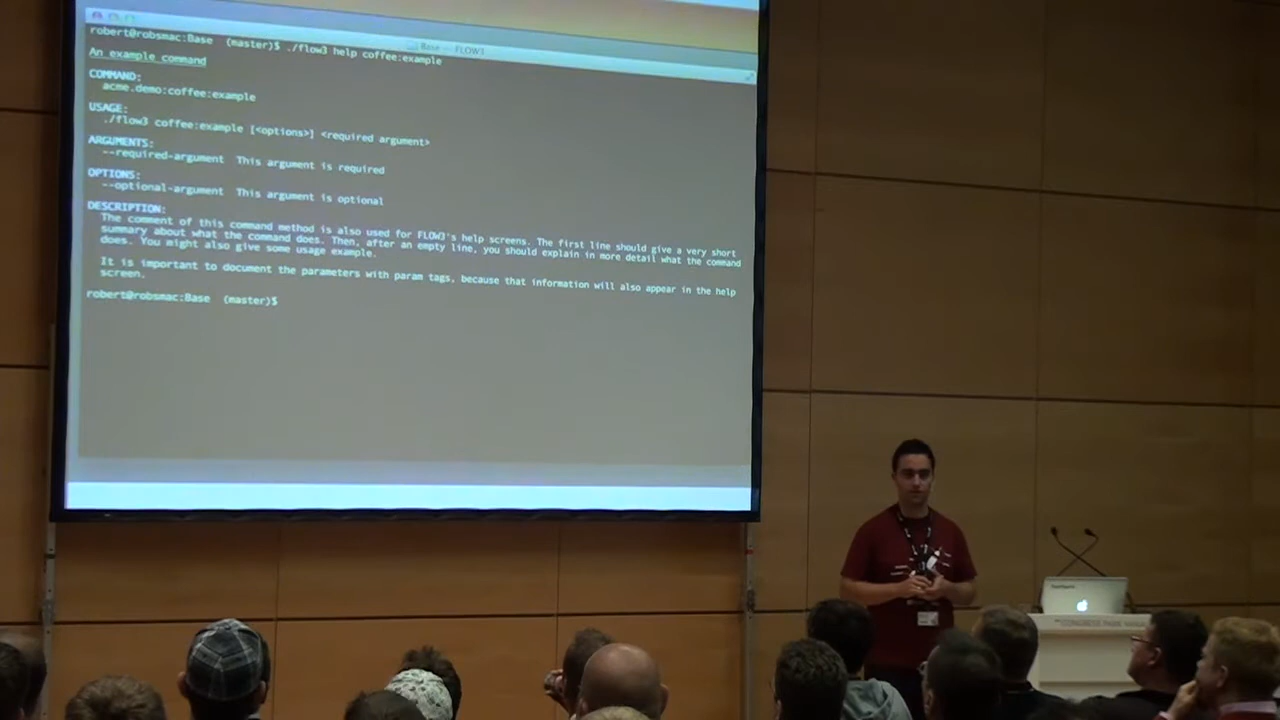 Base — FLOW3
robert@robsmac:Base (master)$ ./flow3 help coffee:example
An example command
COMMAND:
acme.demo:coffee:example
USAGE:
./flow3 coffee:example [<options>] <required argument>
ARGUMENTS:
--required-argument This argument is required
OPTIONS:
--optional-argument This argument is optional
DESCRIPTION:
The comment of this command method is also used for FLOW3's help screens. The first line should give a very short
summary about what the command does. Then, after an empty line, you should explain in more detail what the command
does. You might also give some usage example.
It is important to document the parameters with param tags, because that information will also appear in the help
screen.
robert@robsmac:Base (master)$
CONGRESS PARK